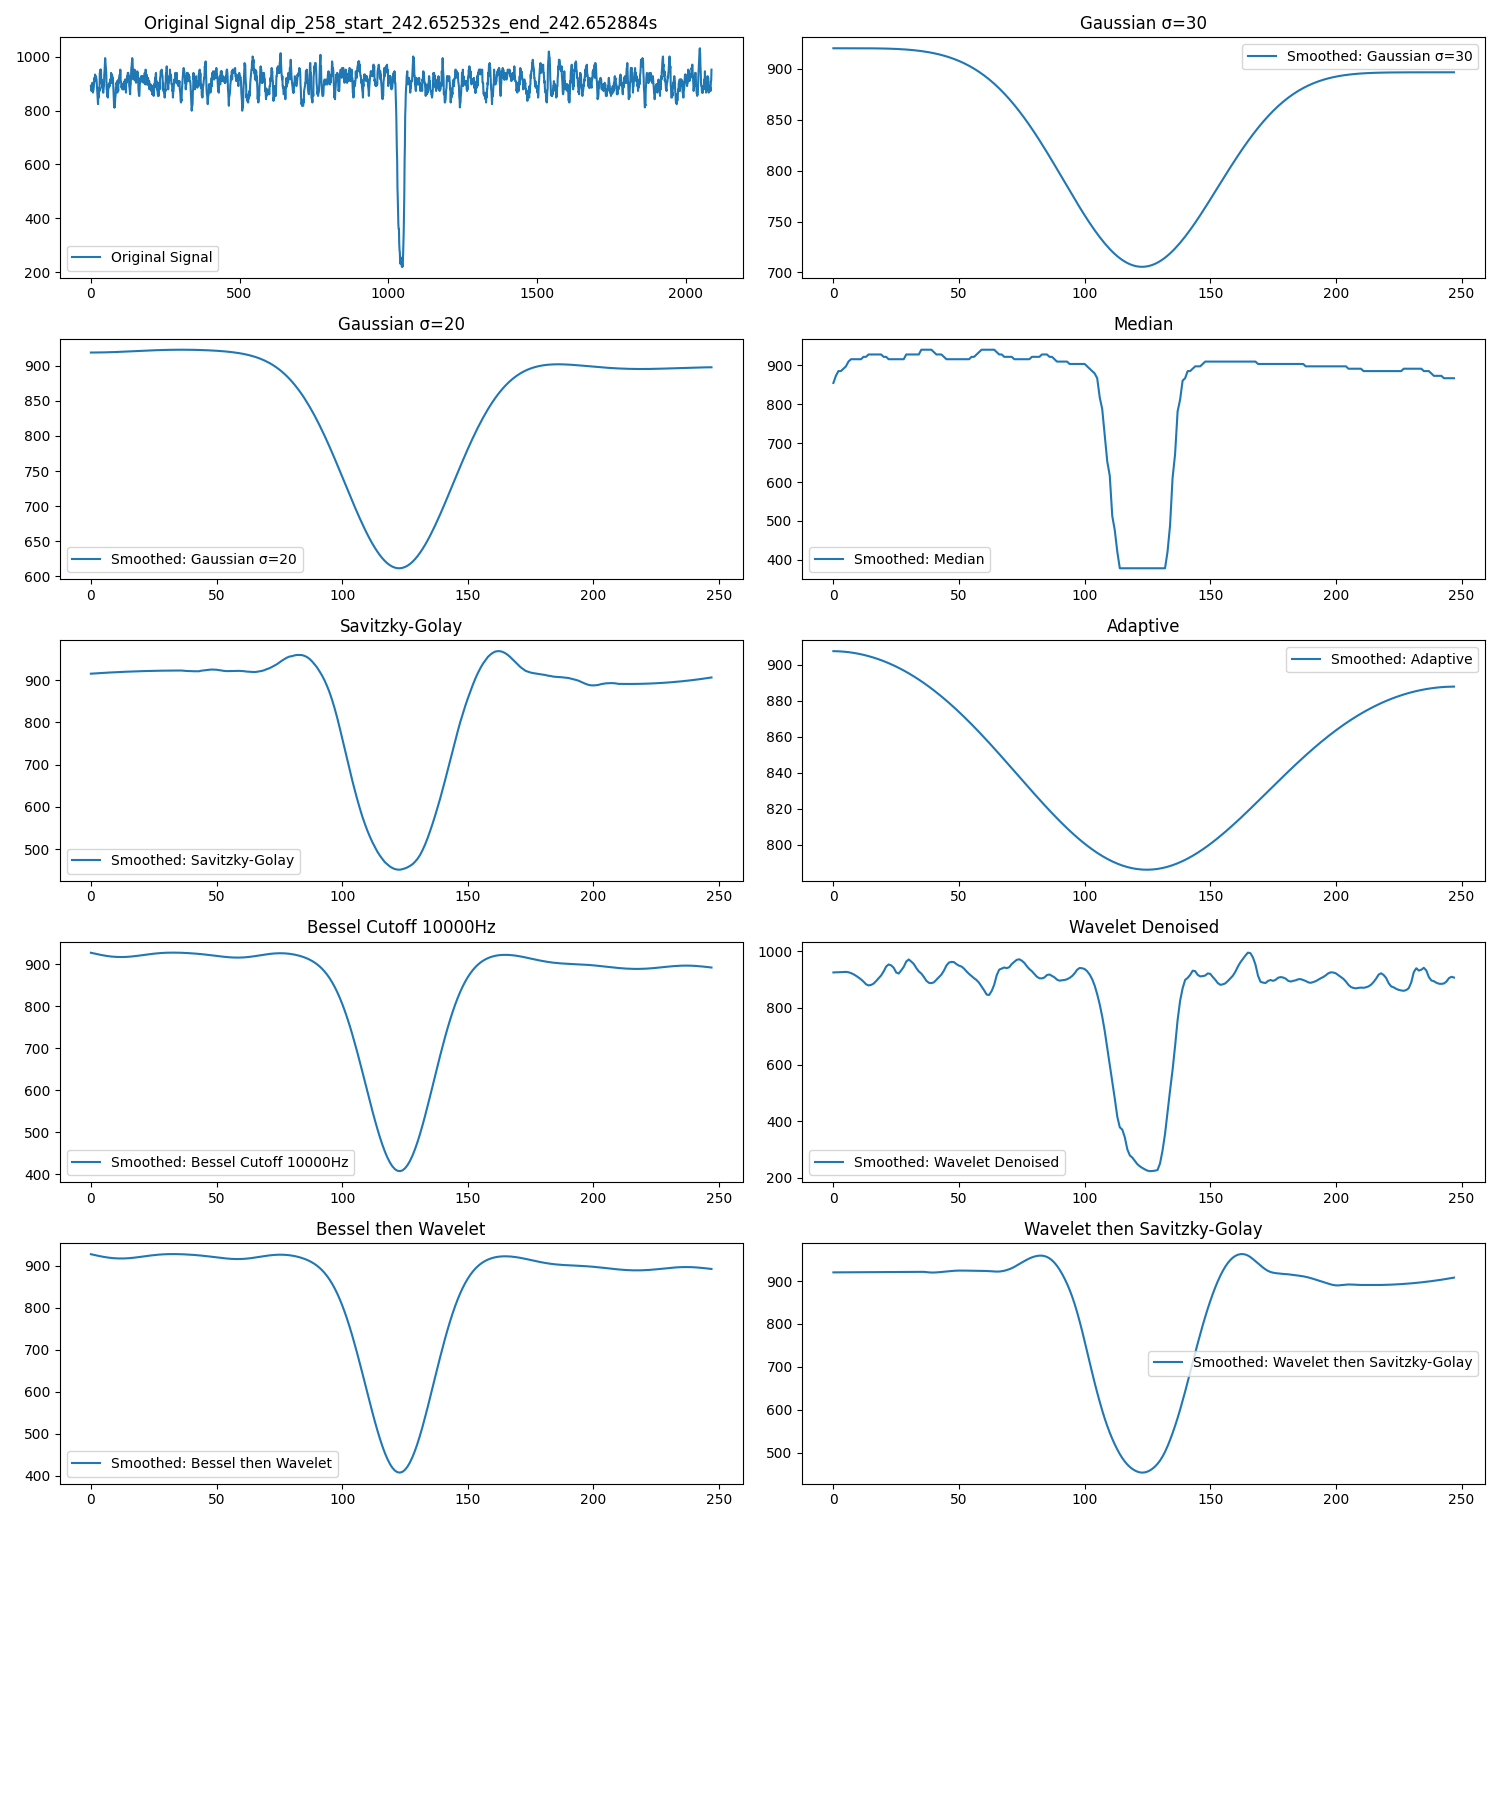 Original Signal dip_258_start_242.652532s_end_242.652884s
1000
800
600
400
200
Original Signal
0 500 1000 1500 2000
Gaussian σ=30
900
850
800
750
700
Smoothed: Gaussian σ=30
0 50 100 150 200 250
Gaussian σ=20
900
850
800
750
700
650
600
Smoothed: Gaussian σ=20
0 50 100 150 200 250
Median
900
800
700
600
500
400
Smoothed: Median
0 50 100 150 200 250
Savitzky-Golay
900
800
700
600
500
Smoothed: Savitzky-Golay
0 50 100 150 200 250
Adaptive
900
880
860
840
820
800
Smoothed: Adaptive
0 50 100 150 200 250
Bessel Cutoff 10000Hz
900
800
700
600
500
400
Smoothed: Bessel Cutoff 10000Hz
0 50 100 150 200 250
Wavelet Denoised
1000
800
600
400
200
Smoothed: Wavelet Denoised
0 50 100 150 200 250
Bessel then Wavelet
900
800
700
600
500
400
Smoothed: Bessel then Wavelet
0 50 100 150 200 250
Wavelet then Savitzky-Golay
900
800
700
600
500
Smoothed: Wavelet then Savitzky-Golay
0 50 100 150 200 250